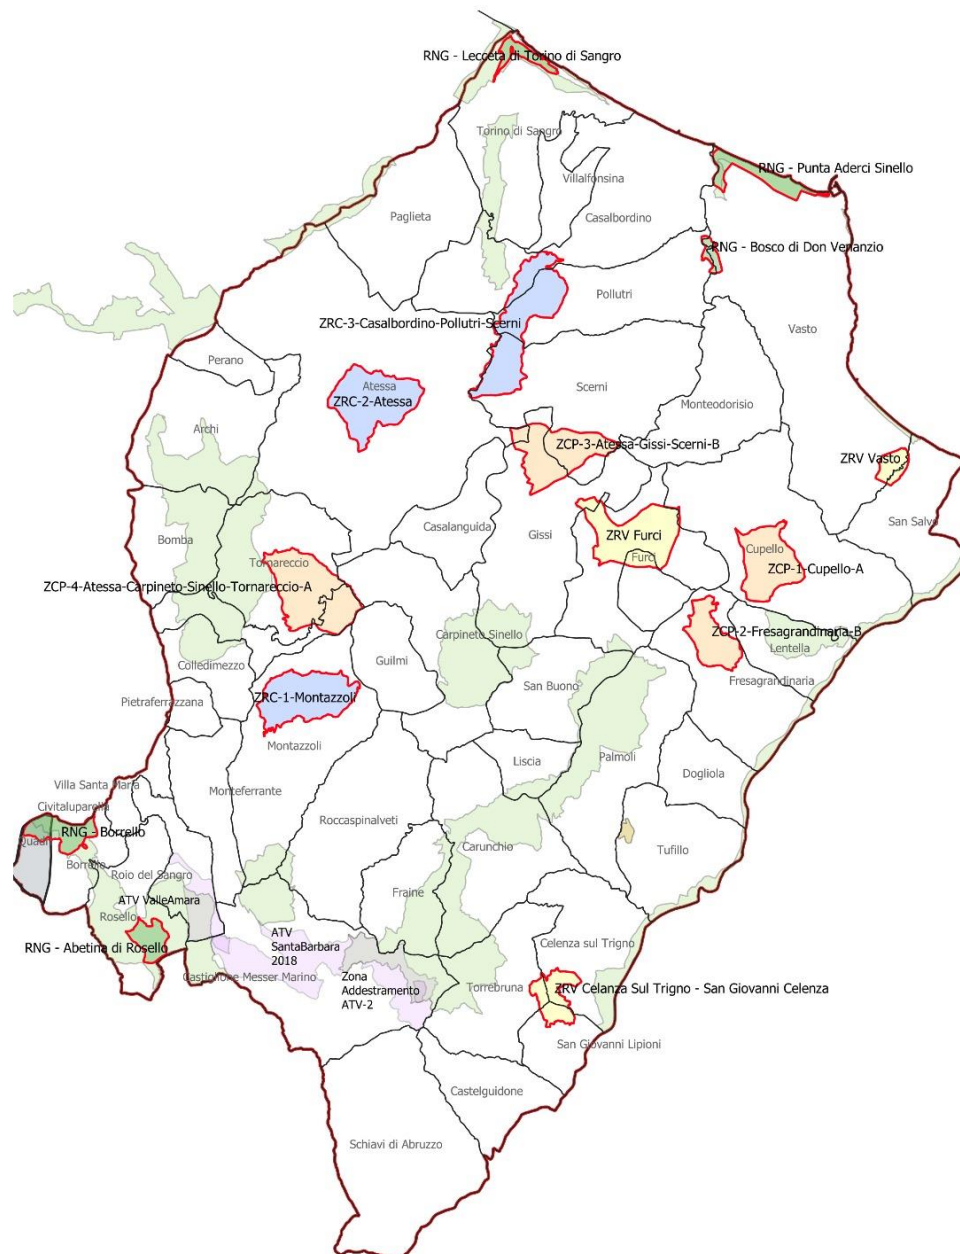 RNG - Lecceta di Torino di Sangro
Torino di Sangro
RNG - Punta Aderci Sinello
Villalfonsina
Paglieta
Casalbordino
RNG - Bosco di Don Venanzio
Pollutri
ZRC-3-Casalbordino-Pollutri-Scerni
Vasto
Perano
Atessa
Scerni
ZRC-2-Atessa
Monteodorisio
Archi
ZCP-3-Atessa-Gissi-Scerni-B
ZRV Vasto
San Salvo
Casalanguida
Gissi
ZRV Furci
Bomba
Cupello
Furci
Tornareccio
ZCP-1-Cupello-A
ZCP-4-Atessa-Carpineto-Sinello-Tornareccio-A
Carpineto Sinello
ZCP-2-Fresagrandinaria-B
Lentella
Colledimezzo
Guilmi
Fresagrandinaria
San Buono
Pietraferrazzana
ZRC-1-Montazzoli
Montazzoli
Palmoli
Liscia
Dogliola
Villa Santa Maria
Monteferrante
Civitaluparella
Roccaspinalveti
RNG - Borrello
Quadri
Carunchio
Tufillo
Borrello
Roio del Sangro
Fraine
ATV ValleAmara
Rosello
ATV
SantaBarbara
2018
RNG - Abetina di Rosello
Celenza sul Trigno
Castiglione Messer Marino
Zona
Addestramento
ATV-2
Torrebruna
ZRV Celanza Sul Trigno - San Giovanni Celenza
San Giovanni Lipioni
Castelguidone
Schiavi di Abruzzo